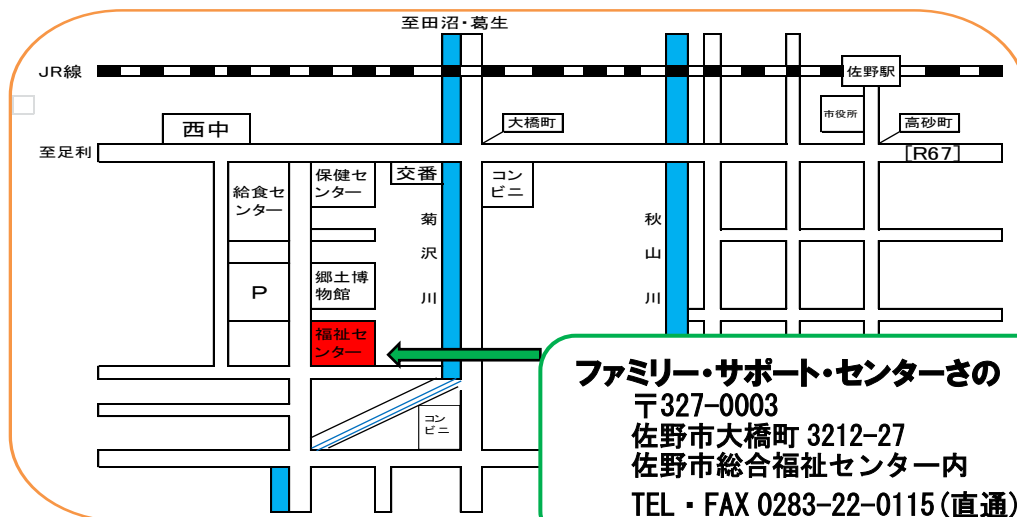 至田沼・葛生
JR線
佐野駅
市役所
大橋町
高砂町
西中
至足利
[R67]
保健セ
ンター
交番
コン
ビニ
給食セ
ンター
菊
沢
川
秋
山
川
郷土博
物館
P
福祉セ
ンター
コン
ビニ
ファミリー・サポート・センターさの
〒327-0003
佐野市大橋町 3212-27
佐野市総合福祉センター内
TEL・FAX 0283-22-0115(直通)